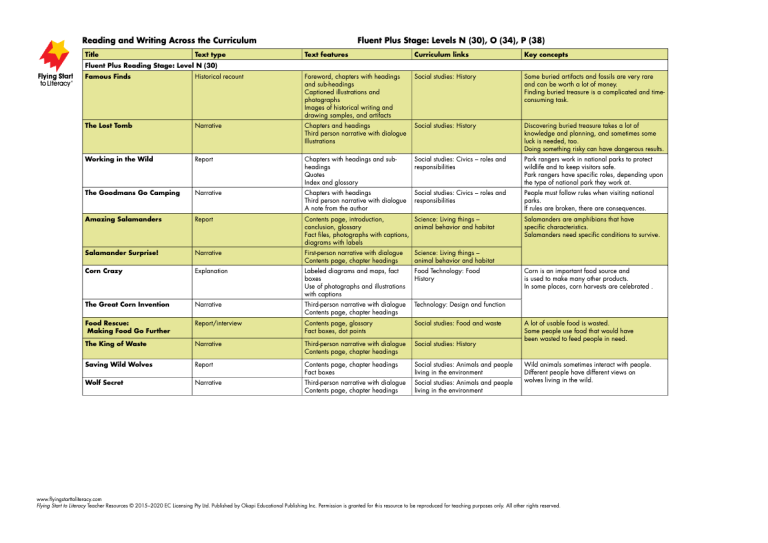 Reading and Writing Across the Curriculum
Fluent Plus Stage: Levels N (30), O (34), P (38)
Flying Start
to Literacy™
Title
Text type
Text features
Curriculum links
Key concepts
Fluent Plus Reading Stage: Level N (30)
Famous Finds
Historical recount
Foreword, chapters with headings
and sub-headings
Captioned illustrations and
photographs
Images of historical writing and
drawing samples, and artifacts
Social studies: History
Some buried artifacts and fossils are very rare
and can be worth a lot of money.
Finding buried treasure is a complicated and time-
consuming task.
The Lost Tomb
Narrative
Chapters and headings
Third person narrative with dialogue
Illustrations
Social studies: History
Discovering buried treasure takes a lot of
knowledge and planning, and sometimes some
luck is needed, too.
Doing something risky can have dangerous results.
Working in the Wild
Report
Chapters with headings and sub-
headings
Quotes
Index and glossary
Social studies: Civics – roles and
responsibilities
Park rangers work in national parks to protect
wildlife and to keep visitors safe.
Park rangers have specific roles, depending upon
the type of national park they work at.
The Goodmans Go Camping
Narrative
Chapters with headings
Third person narrative with dialogue
A note from the author
Social studies: Civics – roles and
responsibilities
People must follow rules when visiting national
parks.
If rules are broken, there are consequences.
Amazing Salamanders
Report
Contents page, introduction,
conclusion, glossary
Fact files, photographs with captions,
diagrams with labels
Science: Living things –
animal behavior and habitat
Salamanders are amphibians that have
specific characteristics.
Salamanders need specific conditions to survive.
Salamander Surprise!
Narrative
First-person narrative with dialogue
Contents page, chapter headings
Science: Living things –
animal behavior and habitat
Corn Crazy
Explanation
Labeled diagrams and maps, fact
boxes
Use of photographs and illustrations
with captions
Food Technology: Food
History
Corn is an important food source and
is used to make many other products.
In some places, corn harvests are celebrated .
The Great Corn Invention
Narrative
Third-person narrative with dialogue
Contents page, chapter headings
Technology: Design and function
Food Rescue:
Making Food Go Further
Report/interview
Contents page, glossary
Fact boxes, dot points
Social studies: Food and waste
A lot of usable food is wasted.
Some people use food that would have
been wasted to feed people in need.
The King of Waste
Narrative
Third-person narrative with dialogue
Contents page, chapter headings
Social studies: History
Saving Wild Wolves
Report
Contents page, chapter headings
Fact boxes
Social studies: Animals and people
living in the environment
Wild animals sometimes interact with people.
Different people have different views on
wolves living in the wild.
Wolf Secret
Narrative
Third-person narrative with dialogue
Contents page, chapter headings
Social studies: Animals and people
living in the environment
www.flyingstarttoliteracy.com
Flying Start to Literacy Teacher Resources © 2015–2020 EC Licensing Pty Ltd. Published by Okapi Educational Publishing Inc. Permission is granted for this resource to be reproduced for teaching purposes only. All other rights reserved.